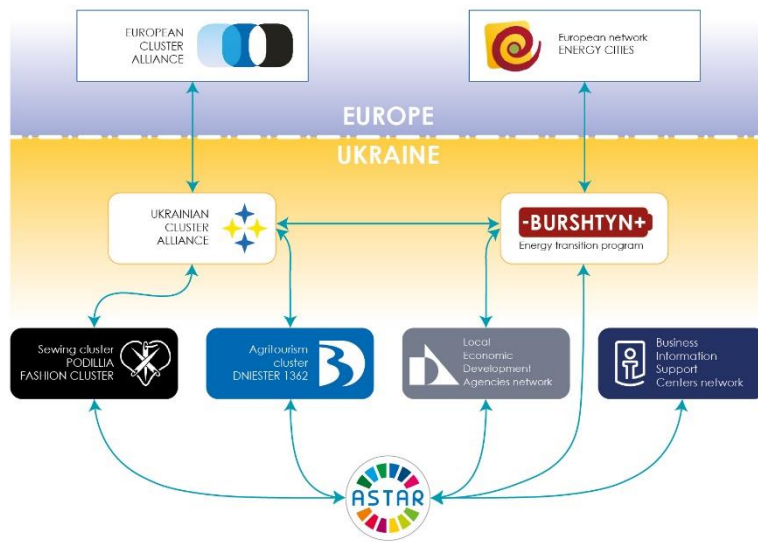 EUROPEAN
CLUSTER
ALLIANCE
European network
ENERGY CITIES
EUROPE
UKRAINE
UKRAINIAN
CLUSTER
ALLIANCE
-BURSHTYN+
Energy transition program
Sewing cluster
PODILLIA
FASHION CLUSTER
Agritourism
cluster
DNIESTER 1362
Local
Economic
Development
Agencies network
Business
Information
Support
Centers network
ASTAR